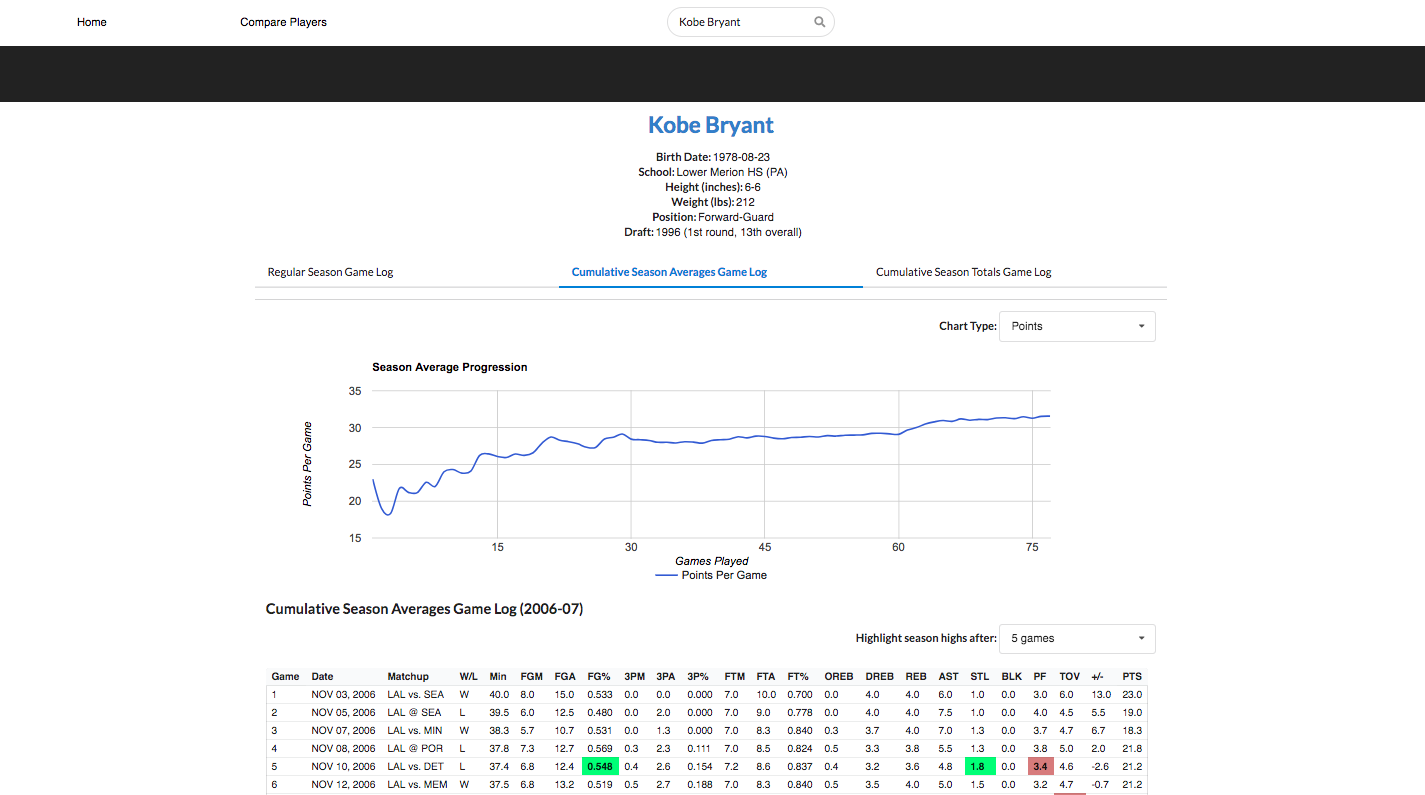 Home Compare Players Kobe Bryant
Kobe Bryant
Birth Date: 1978-08-23
School: Lower Merion HS (PA)
Height (inches): 6-6
Weight (lbs): 212
Position: Forward-Guard
Draft: 1996 (1st round, 13th overall)
Regular Season Game Log Cumulative Season Averages Game Log Cumulative Season Totals Game Log
Chart Type: Points
Season Average Progression
35
30
25
20
15
Points Per Game
15 30 45 60 75
Games Played
Points Per Game
Cumulative Season Averages Game Log (2006-07)
Highlight season highs after: 5 games
Game Date Matchup W/L Min FGM FGA FG% 3PM 3PA 3P% FTM FTA FT% OREB DREB REB AST STL BLK PF TOV +/- PTS
1 NOV 03, 2006 LAL vs. SEA W 40.0 8.0 15.0 0.533 0.0 0.0 0.000 7.0 10.0 0.700 0.0 4.0 4.0 6.0 1.0 0.0 3.0 6.0 13.0 23.0
2 NOV 05, 2006 LAL @ SEA L 39.5 6.0 12.5 0.480 0.0 2.0 0.000 7.0 9.0 0.778 0.0 4.0 4.0 7.5 1.0 0.0 4.0 4.5 5.5 19.0
3 NOV 07, 2006 LAL vs. MIN W 38.3 5.7 10.7 0.531 0.0 1.3 0.000 7.0 8.3 0.840 0.3 3.7 4.0 7.0 1.3 0.0 3.7 4.7 6.7 18.3
4 NOV 08, 2006 LAL @ POR L 37.8 7.3 12.7 0.569 0.3 2.3 0.111 7.0 8.5 0.824 0.5 3.3 3.8 5.5 1.3 0.0 3.8 5.0 2.0 21.8
5 NOV 10, 2006 LAL vs. DET L 37.4 6.8 12.4 0.548 0.4 2.6 0.154 7.2 8.6 0.837 0.4 3.2 3.6 4.8 1.8 0.0 3.4 4.6 -2.6 21.2
6 NOV 12, 2006 LAL vs. MEM W 37.5 6.8 13.2 0.519 0.5 2.7 0.188 7.0 8.3 0.840 0.5 3.5 4.0 5.0 1.5 0.0 3.2 4.7 -0.7 21.2